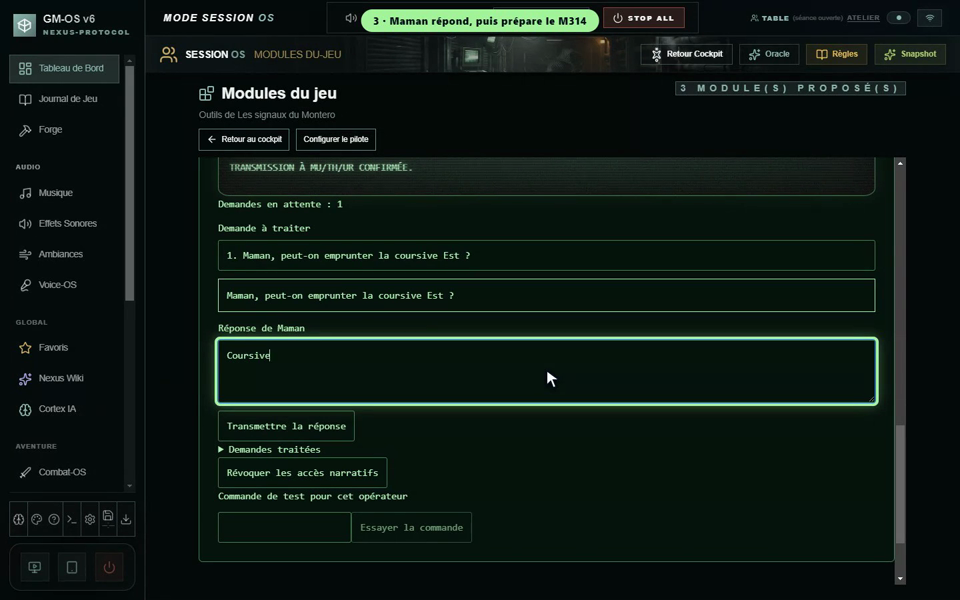 GM-OS v6
NEXUS-PROTOCOL
MODE SESSION OS
3 · Maman répond, puis prépare le M314
STOP ALL
TABLE (séance ouverte) ATELIER
SESSION OS MODULES DU-JEU
Retour Cockpit
Oracle
Règles
Snapshot
Tableau de Bord
Journal de Jeu
Forge
AUDIO
Musique
Effets Sonores
Ambiances
Voice-OS
GLOBAL
Favoris
Nexus Wiki
Cortex IA
AVENTURE
Combat-OS
Modules du jeu
3 MODULE(S) PROPOSÉ(S)
Outils de Les signaux du Montero
Retour au cockpit
Configurer le pilote
TRANSMISSION À MU/TH/UR CONFIRMÉE.
Demandes en attente : 1
Demande à traiter
1. Maman, peut-on emprunter la coursive Est ?
Maman, peut-on emprunter la coursive Est ?
Réponse de Maman
Coursive
Transmettre la réponse
Demandes traitées
Révoquer les accès narratifs
Commande de test pour cet opérateur
Essayer la commande